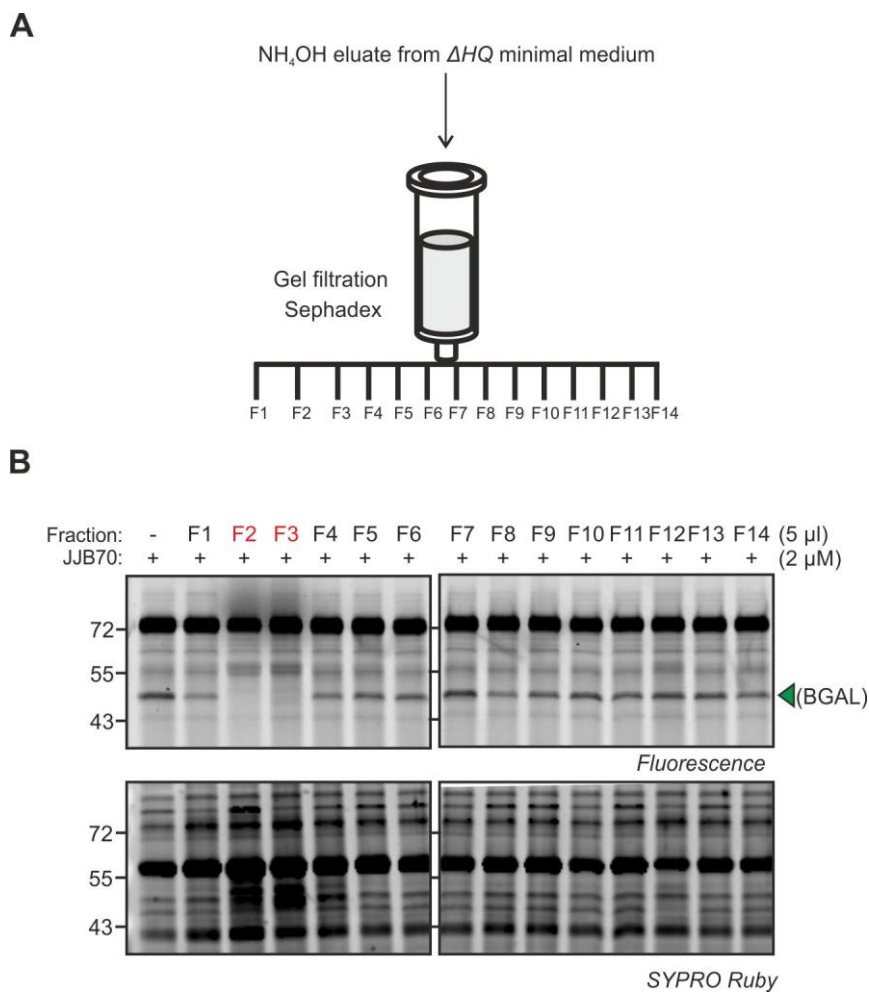 A
NH₄OH eluate from ΔHQ minimal medium
Gel filtration
Sephadex
F1 F2 F3 F4 F5 F6 F7 F8 F9 F10 F11 F12 F13 F14
B
Fraction: - F1 F2 F3 F4 F5 F6 F7 F8 F9 F10 F11 F12 F13 F14 (5 µl)
JJB70: + + + + + + + + + + + + + + + (2 µM)
72
55
43
(BGAL)
Fluorescence
72
55
43
SYPRO Ruby